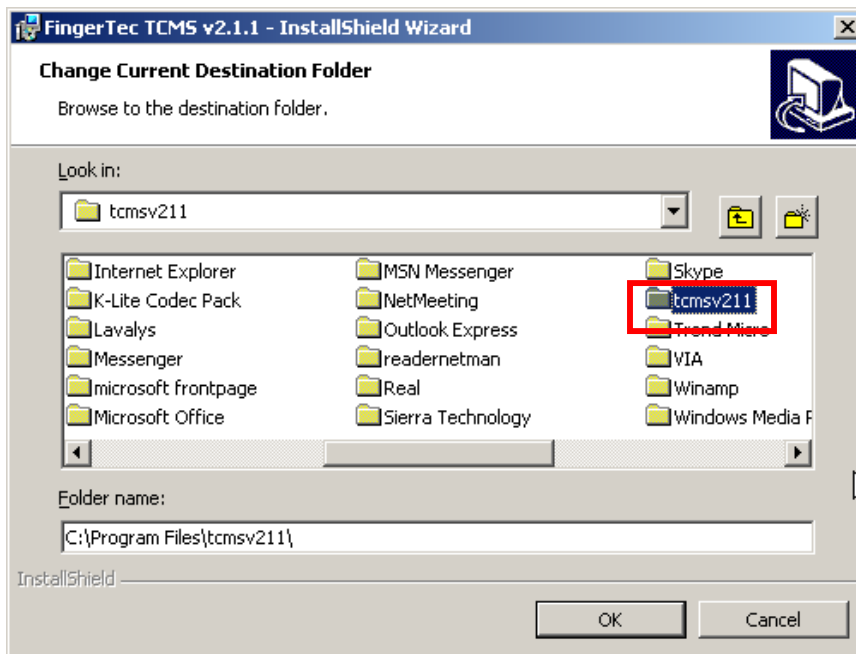 FingerTec TCMS v2.1.1 - InstallShield Wizard
Change Current Destination Folder
Browse to the destination folder.
Look in:
tcmsv211
Internet Explorer
K-Lite Codec Pack
Lavalys
Messenger
microsoft frontpage
Microsoft Office
MSN Messenger
NetMeeting
Outlook Express
readernetman
Real
Sierra Technology
Skype
tcmsv211
Trend Micro
VIA
Winamp
Windows Media P
Folder name:
C:\Program Files\tcmsv211\
InstallShield
OK
Cancel